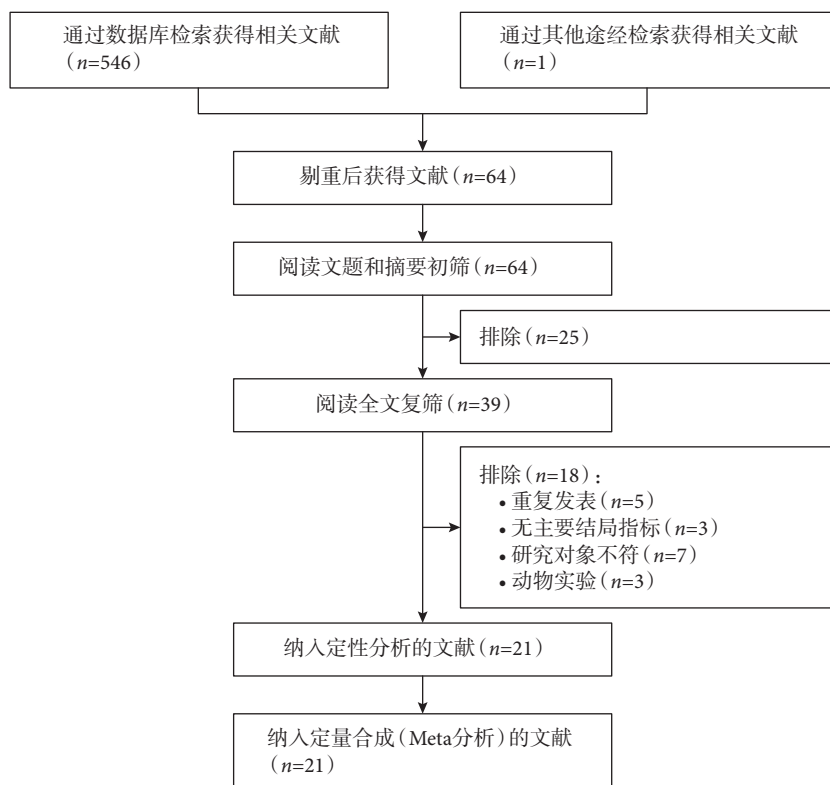 通过数据库检索获得相关文献
（n=546）
通过其他途经检索获得相关文献
（n=1）
剔重后获得文献（n=64）
阅读文题和摘要初筛（n=64）
排除（n=25）
阅读全文复筛（n=39）
排除（n=18）：
• 重复发表（n=5）
• 无主要结局指标（n=3）
• 研究对象不符（n=7）
• 动物实验（n=3）
纳入定性分析的文献（n=21）
纳入定量合成（Meta分析）的文献
（n=21）